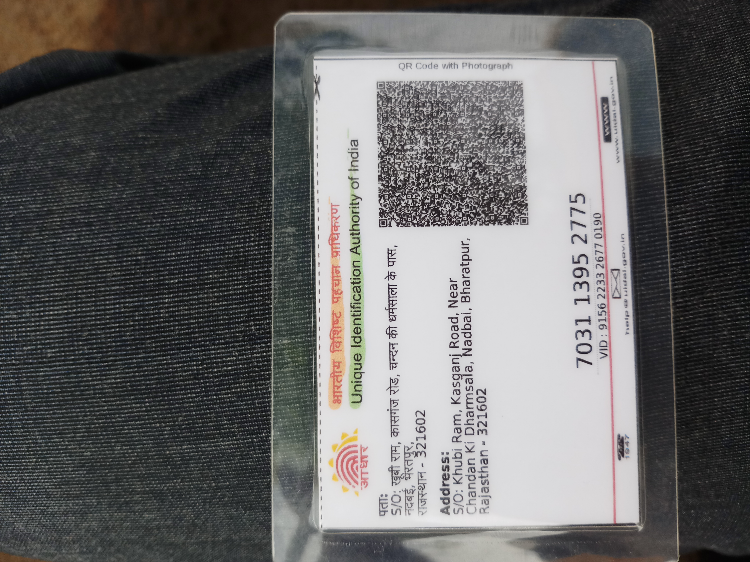 भारतीय विशिष्ट पहचान प्राधिकरण
Unique Identification Authority of India
आधार
पता:
S/O: खूबी राम, कासगंज रोड, चन्दन की धर्मसाला के पास,
नदबई, भरतपुर,
राजस्थान - 321602
Address:
S/O: Khubi Ram, Kasganj Road, Near
Chandan Ki Dharmsala, Nadbai, Bharatpur,
Rajasthan - 321602
QR Code with Photograph
7031 1395 2775
VID : 9156 2233 2677 0190
1947
help@uidai.gov.in
www
www.uidai.gov.in